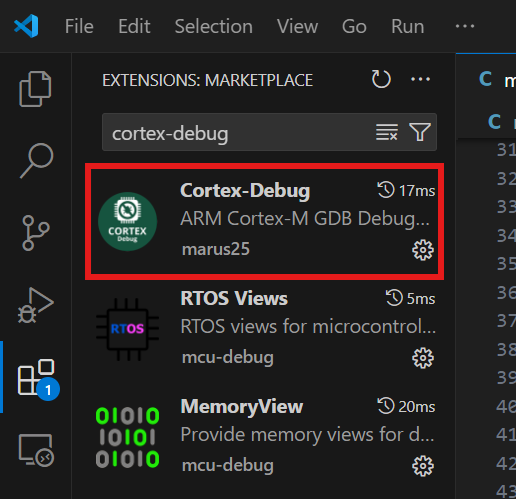 File Edit Selection View Go Run ···
EXTENSIONS: MARKETPLACE ···
cortex-debug
CORTEX
Debug
Cortex-Debug 17ms
ARM Cortex-M GDB Debug...
marus25
RTOS
RTOS Views 5ms
RTOS views for microcontrol...
mcu-debug
1
01010
10101
01010
MemoryView 20ms
Provide memory views for d...
mcu-debug
C m
C
31
32
33
34
35
36
37
38
39
40
41
42
43